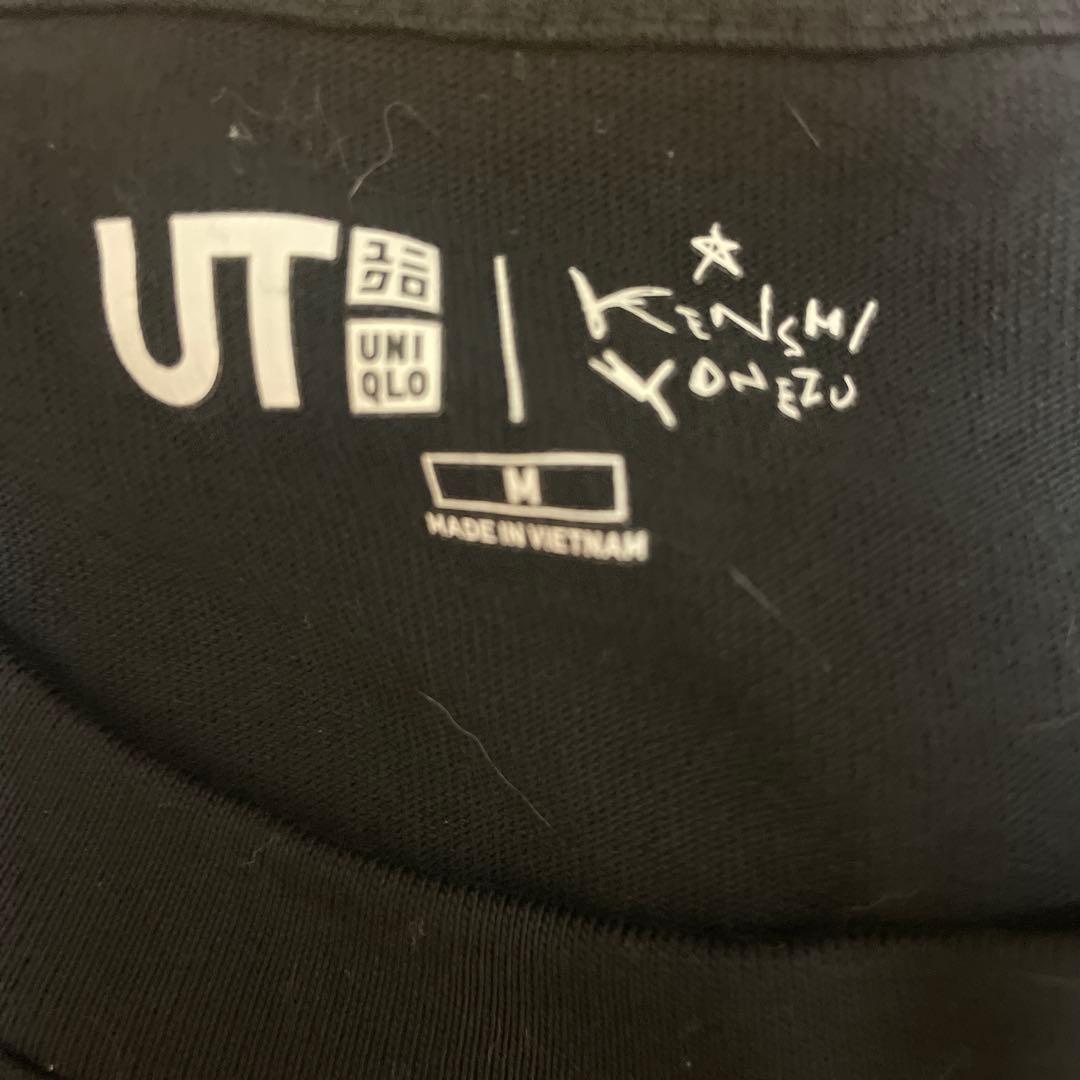 UT
ユニ
クロ
UNI
QLO
KENSHI
YONEZU
M
MADE IN VIETNAM